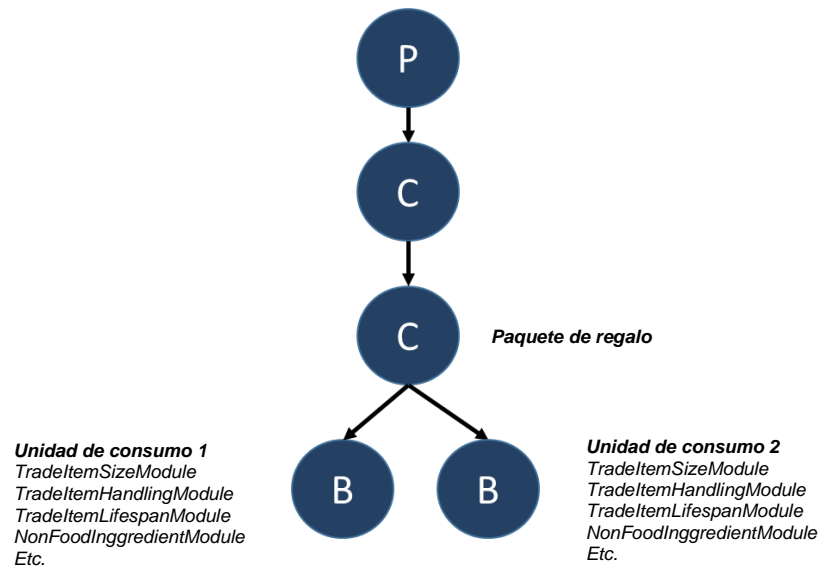 P
C
C
Paquete de regalo
B
B
Unidad de consumo 1
TradeItemSizeModule
TradeItemHandlingModule
TradeItemLifespanModule
NonFoodInggredientModule
Etc.
Unidad de consumo 2
TradeItemSizeModule
TradeItemHandlingModule
TradeItemLifespanModule
NonFoodInggredientModule
Etc.